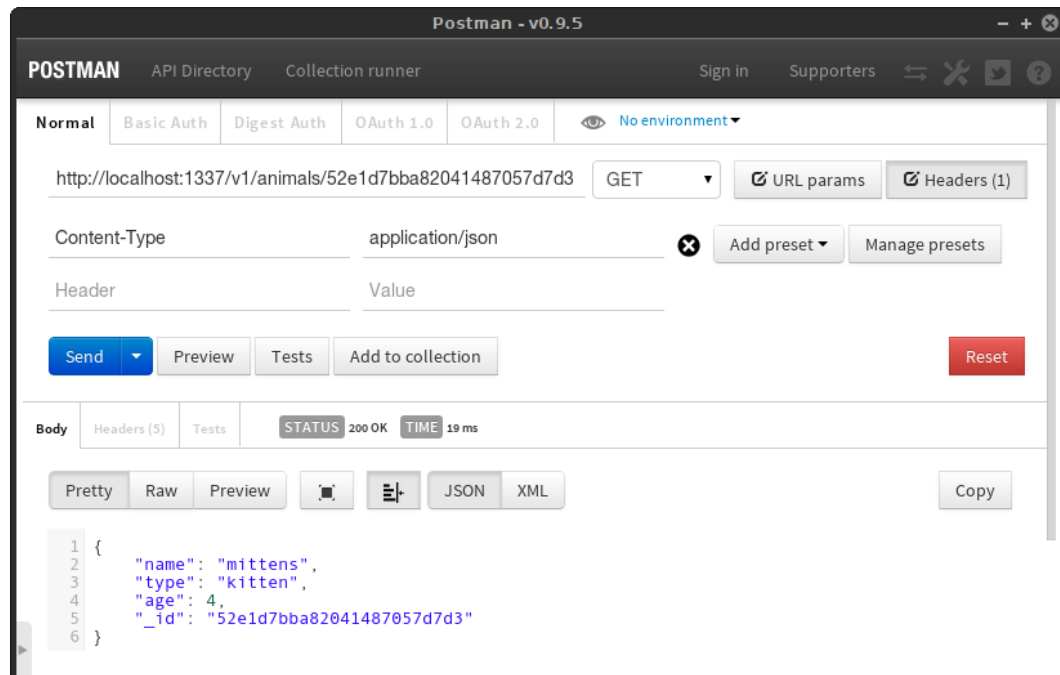 Postman - v0.9.5
POSTMAN API Directory Collection runner Sign in Supporters
Normal Basic Auth Digest Auth OAuth 1.0 OAuth 2.0 No environment
http://localhost:1337/v1/animals/52e1d7bba82041487057d7d3 GET URL params Headers (1)
Content-Type application/json Add preset Manage presets
Header Value
Send Preview Tests Add to collection Reset
Body Headers (5) Tests STATUS 200 OK TIME 19 ms
Pretty Raw Preview JSON XML Copy
1 {
2 "name": "mittens",
3 "type": "kitten",
4 "age": 4,
5 "_id": "52e1d7bba82041487057d7d3"
6 }